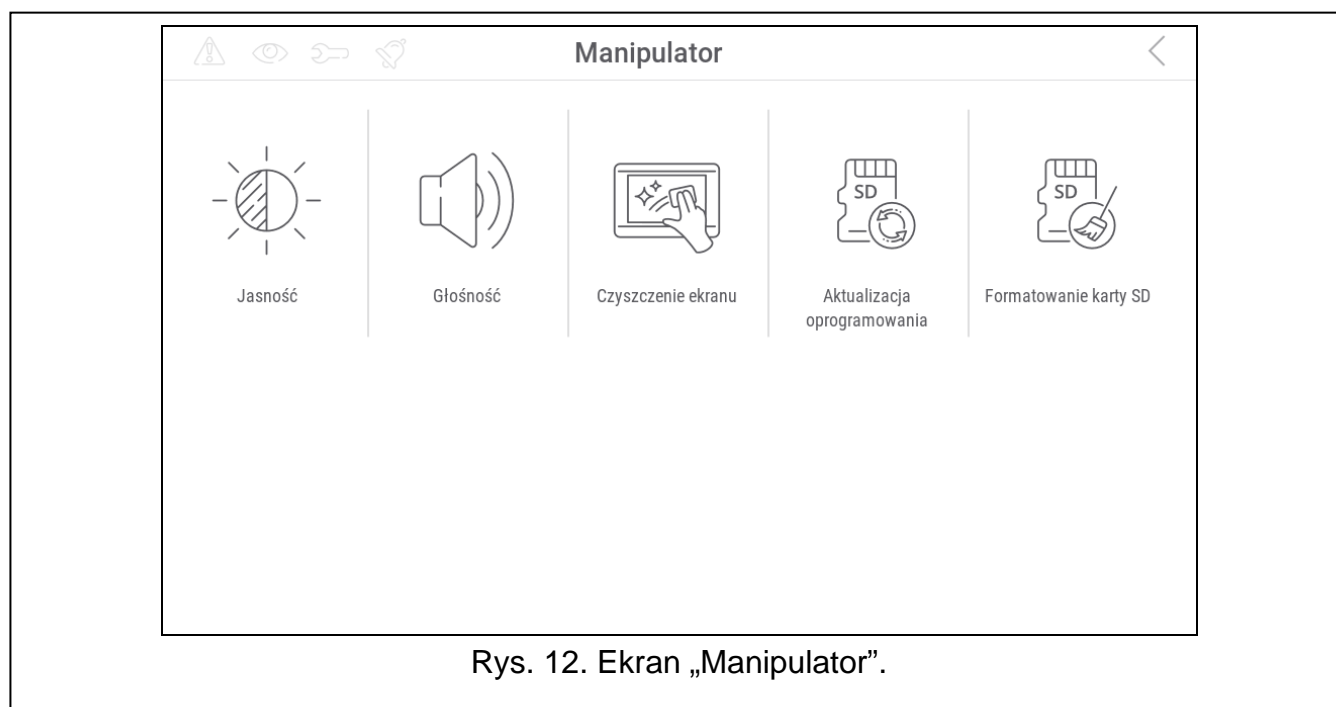 Manipulator
SD
SD
Jasność
Głośność
Czyszczenie ekranu
Aktualizacja
oprogramowania
Formatowanie karty SD
Rys. 12. Ekran „Manipulator”.